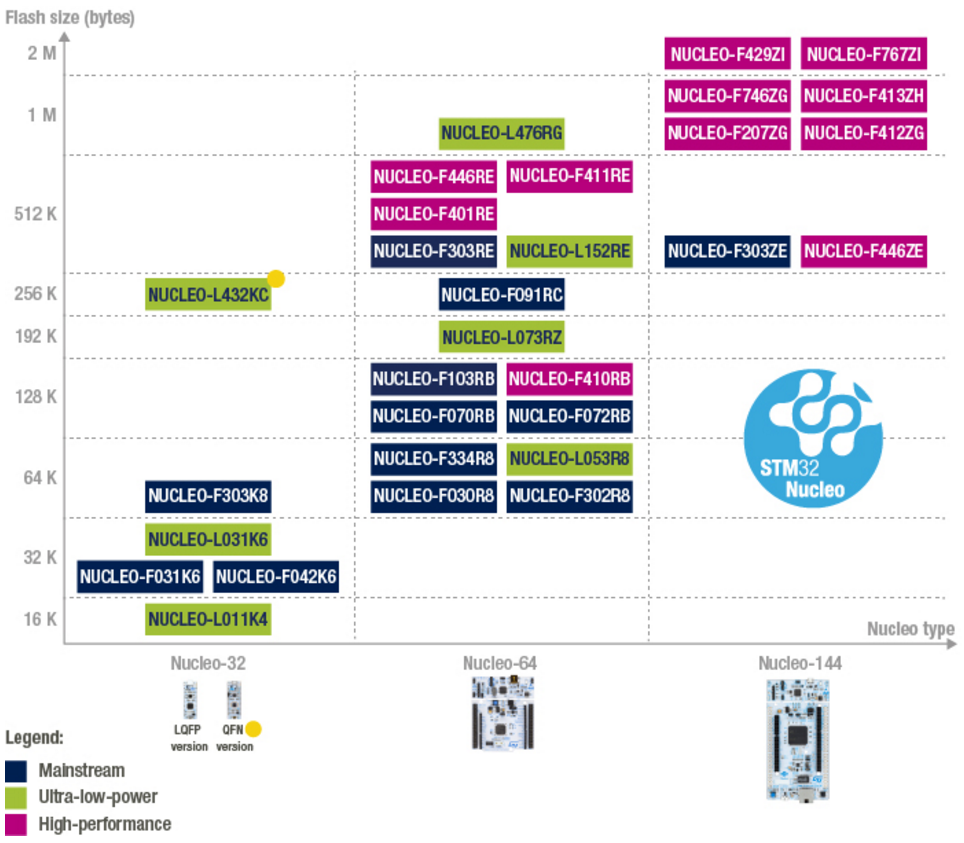 Flash size (bytes)
2 M
NUCLEO-F429ZI NUCLEO-F767ZI
NUCLEO-F746ZG NUCLEO-F413ZH
1 M
NUCLEO-L476RG NUCLEO-F207ZG NUCLEO-F412ZG
NUCLEO-F446RE NUCLEO-F411RE
512 K
NUCLEO-F401RE
NUCLEO-F303RE NUCLEO-L152RE NUCLEO-F303ZE NUCLEO-F446ZE
256 K NUCLEO-L432KC NUCLEO-F091RC
192 K NUCLEO-L073RZ
NUCLEO-F103RB NUCLEO-F410RB
128 K
NUCLEO-F070RB NUCLEO-F072RB
NUCLEO-F334R8 NUCLEO-L053R8
64 K
NUCLEO-F303K8 NUCLEO-F030R8 NUCLEO-F302R8
STM32
Nucleo
NUCLEO-L031K6
32 K
NUCLEO-F031K6 NUCLEO-F042K6
16 K NUCLEO-L011K4
Nucleo type
Nucleo-32 Nucleo-64 Nucleo-144
LQFP version
QFN version
Legend:
Mainstream
Ultra-low-power
High-performance